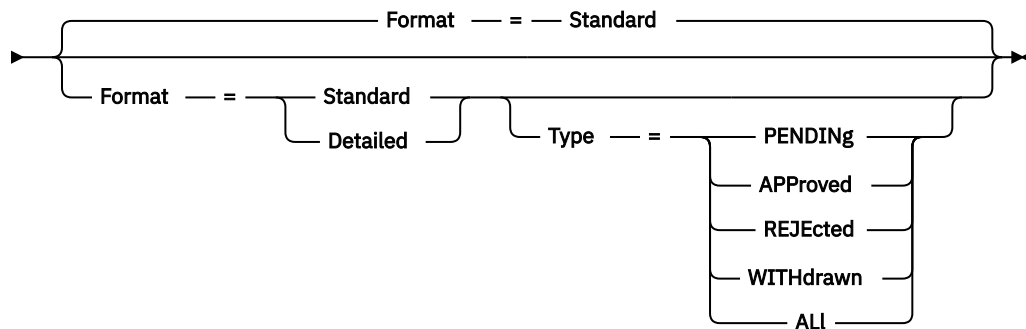 Format = Standard
Format = Standard
Detailed
Type = PENDINg
APProved
REJEcted
WITHdrawn
ALl